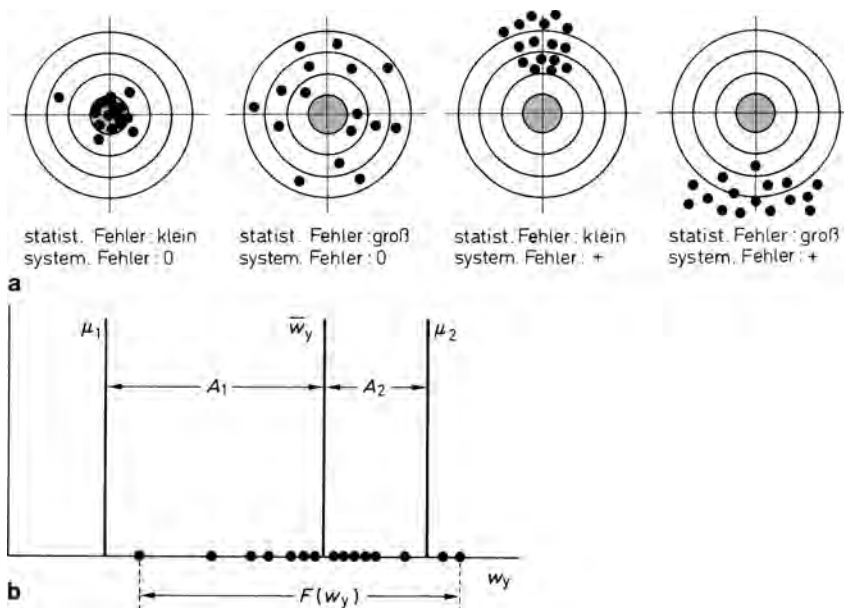 statist. Fehler: klein
system. Fehler: 0
statist. Fehler: groß
system. Fehler: 0
statist. Fehler: klein
system. Fehler: +
statist. Fehler: groß
system. Fehler: +
a
μ₁ w̅y μ₂
A₁ A₂
wy
b F(wy)